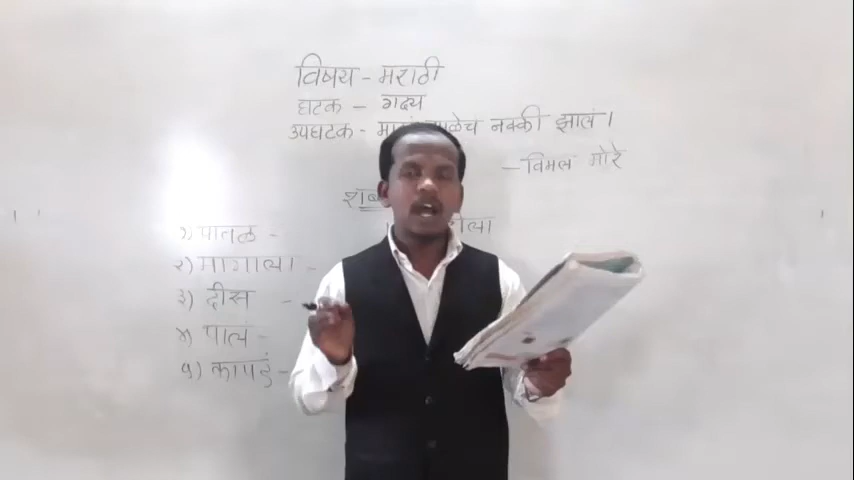 विषय - मराठी
घटक - गद्य
उपघटक - नक्की झालं।
- विमल मोरे
१) पातळ -
२) मागाल्या -
३) दीस -
४) पाल -
५) कापडं -